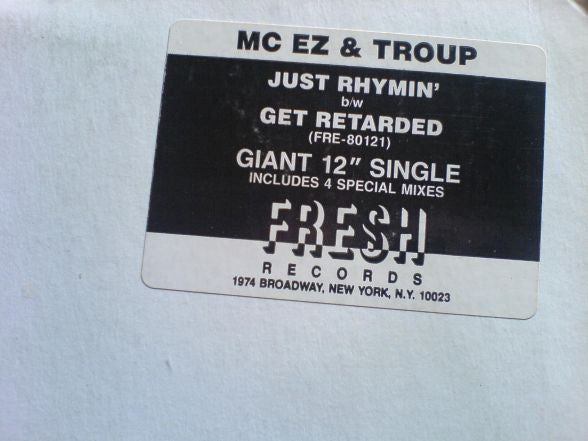 MC EZ & TROUP
JUST RHYMIN'
b/w
GET RETARDED
(FRE-80121)
GIANT 12" SINGLE
INCLUDES 4 SPECIAL MIXES
FRESH
RECORDS
1974 BROADWAY, NEW YORK, N.Y. 10023